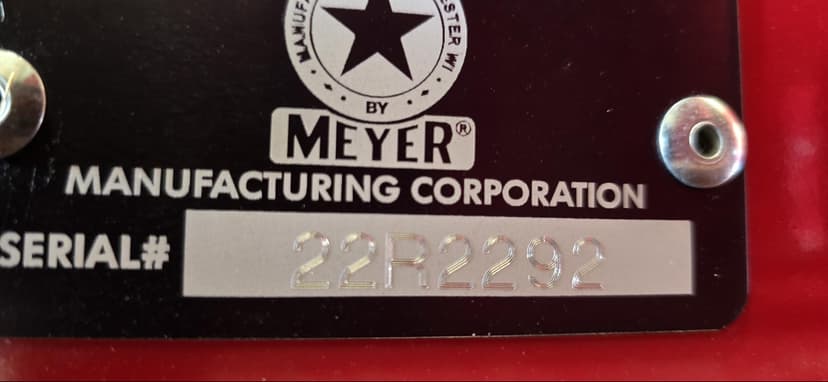 BY
MEYER®
MANUFACTURING CORPORATION
SERIAL# 22R2292